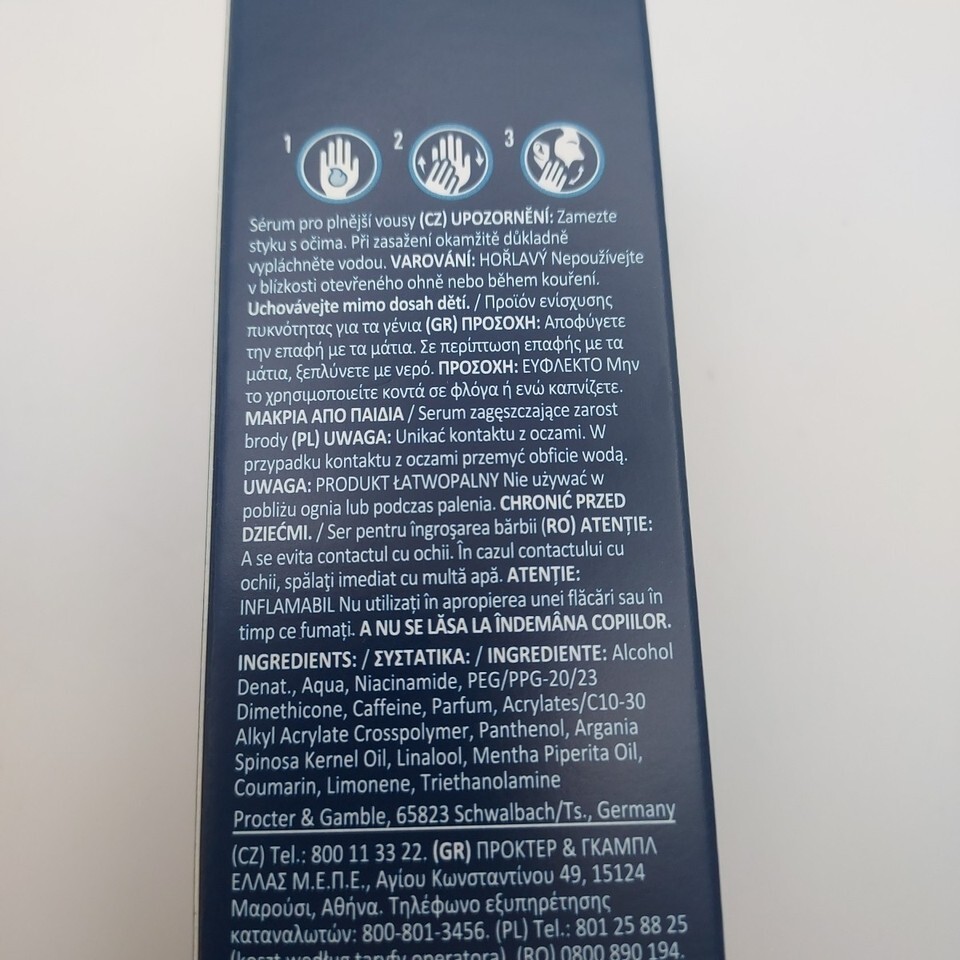 1 2 3
Sérum pro plnější vousy (CZ) UPOZORNĚNÍ: Zamezte
styku s očima. Při zasažení okamžitě důkladně
vypláchněte vodou. VAROVÁNÍ: HOŘLAVÝ Nepoužívejte
v blízkosti otevřeného ohně nebo během kouření.
Uchovávejte mimo dosah dětí. / Προϊόν ενίσχυσης
πυκνότητας για τα γένια (GR) ΠΡΟΣΟΧΗ: Αποφύγετε
την επαφή με τα μάτια. Σε περίπτωση επαφής με τα
μάτια, ξεπλύνετε με νερό. ΠΡΟΣΟΧΗ: ΕΥΦΛΕΚΤΟ Μην
το χρησιμοποιείτε κοντά σε φλόγα ή ενώ καπνίζετε.
ΜΑΚΡΙΑ ΑΠΟ ΠΑΙΔΙΑ / Serum zagęszczające zarost
brody (PL) UWAGA: Unikać kontaktu z oczami. W
przypadku kontaktu z oczami przemyć obficie wodą.
UWAGA: PRODUKT ŁATWOPALNY Nie używać w
pobliżu ognia lub podczas palenia. CHRONIĆ PRZED
DZIEĆMI. / Ser pentru îngroşarea bărbii (RO) ATENŢIE:
A se evita contactul cu ochii. În cazul contactului cu
ochii, spălaţi imediat cu multă apă. ATENŢIE:
INFLAMABIL Nu utilizaţi în apropierea unei flăcări sau în
timp ce fumaţi. A NU SE LĂSA LA ÎNDEMÂNA COPIILOR.
INGREDIENTS: / ΣΥΣΤΑΤΙΚΑ: / INGREDIENTE: Alcohol
Denat., Aqua, Niacinamide, PEG/PPG-20/23
Dimethicone, Caffeine, Parfum, Acrylates/C10-30
Alkyl Acrylate Crosspolymer, Panthenol, Argania
Spinosa Kernel Oil, Linalool, Mentha Piperita Oil,
Coumarin, Limonene, Triethanolamine
Procter & Gamble, 65823 Schwalbach/Ts., Germany
(CZ) Tel.: 800 11 33 22. (GR) ΠΡΟΚΤΕΡ & ΓΚΑΜΠΛ
ΕΛΛΑΣ Μ.Ε.Π.Ε., Αγίου Κωνσταντίνου 49, 15124
Μαρούσι, Αθήνα. Τηλέφωνο εξυπηρέτησης
καταναλωτών: 800-801-3456. (PL) Tel.: 801 25 88 25
(koszt według taryfy operatora). (RO) 0800 890 194.